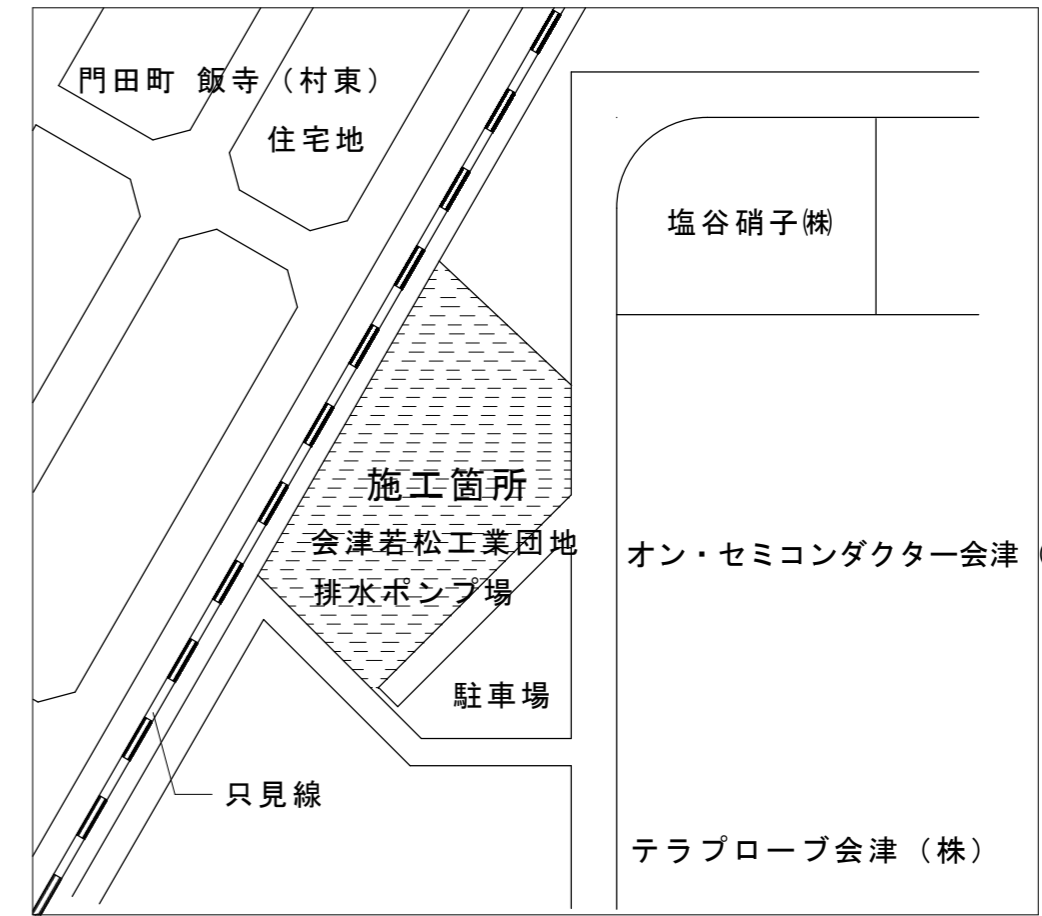 門田町 飯寺（村東）
住宅地
塩谷硝子㈱
施工箇所
会津若松工業団地
排水ポンプ場
オン・セミコンダクター会津（
駐車場
只見線
テラプローブ会津（株）